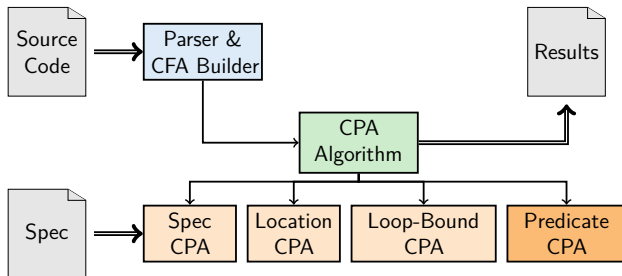 Source
Code
Parser &
CFA Builder
Results
CPA
Algorithm
Spec
Spec
CPA
Location
CPA
Loop-Bound
CPA
Predicate
CPA